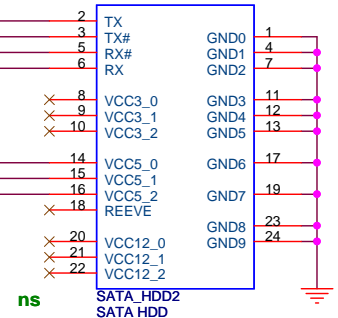 2 TX
3 TX# GND0 1
5 RX# GND1 4
6 RX GND2 7
8 VCC3_0 GND3 11
9 VCC3_1 GND4 12
10 VCC3_2 GND5 13
14 VCC5_0 GND6 17
15 VCC5_1
16 VCC5_2 GND7 19
18 REEVE
GND8 23
20 VCC12_0 GND9 24
21 VCC12_1
22 VCC12_2
ns SATA_HDD2
SATA HDD